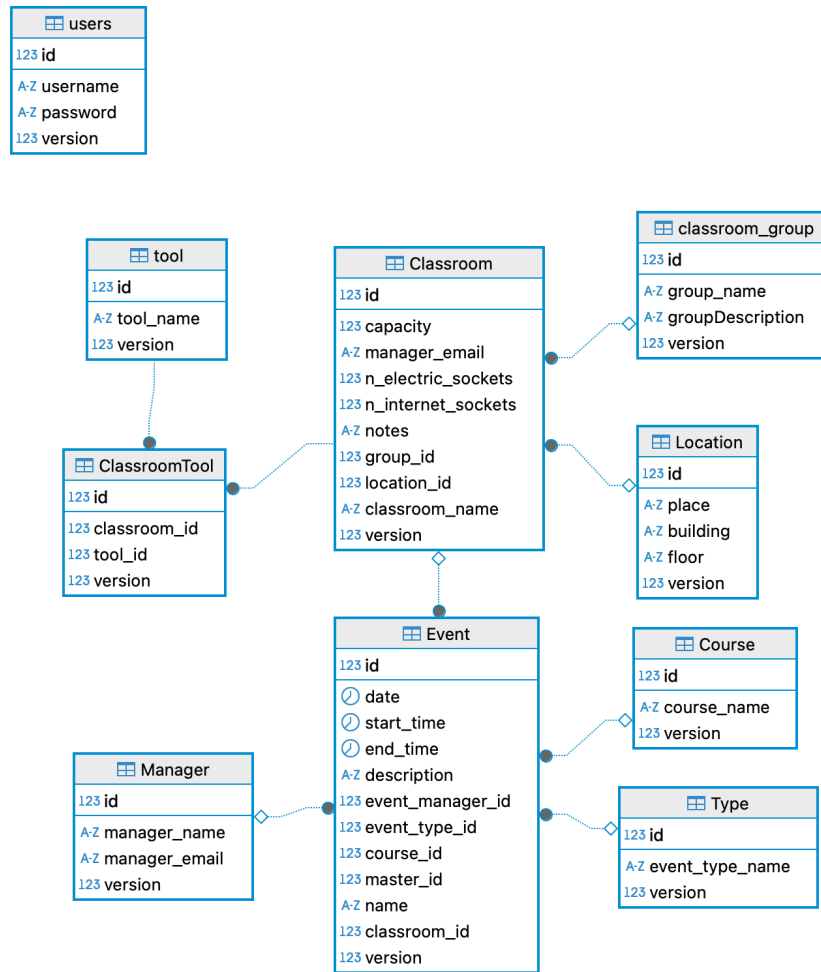 users
123 id
A-Z username
A-Z password
123 version
tool
123 id
A-Z tool_name
123 version
ClassroomTool
123 id
123 classroom_id
123 tool_id
123 version
Classroom
123 id
123 capacity
A-Z manager_email
123 n_electric_sockets
123 n_internet_sockets
A-Z notes
123 group_id
123 location_id
A-Z classroom_name
123 version
classroom_group
123 id
A-Z group_name
A-Z groupDescription
123 version
Location
123 id
A-Z place
A-Z building
A-Z floor
123 version
Event
123 id
date
start_time
end_time
A-Z description
123 event_manager_id
123 event_type_id
123 course_id
123 master_id
A-Z name
123 classroom_id
123 version
Course
123 id
A-Z course_name
123 version
Manager
123 id
A-Z manager_name
A-Z manager_email
123 version
Type
123 id
A-Z event_type_name
123 version